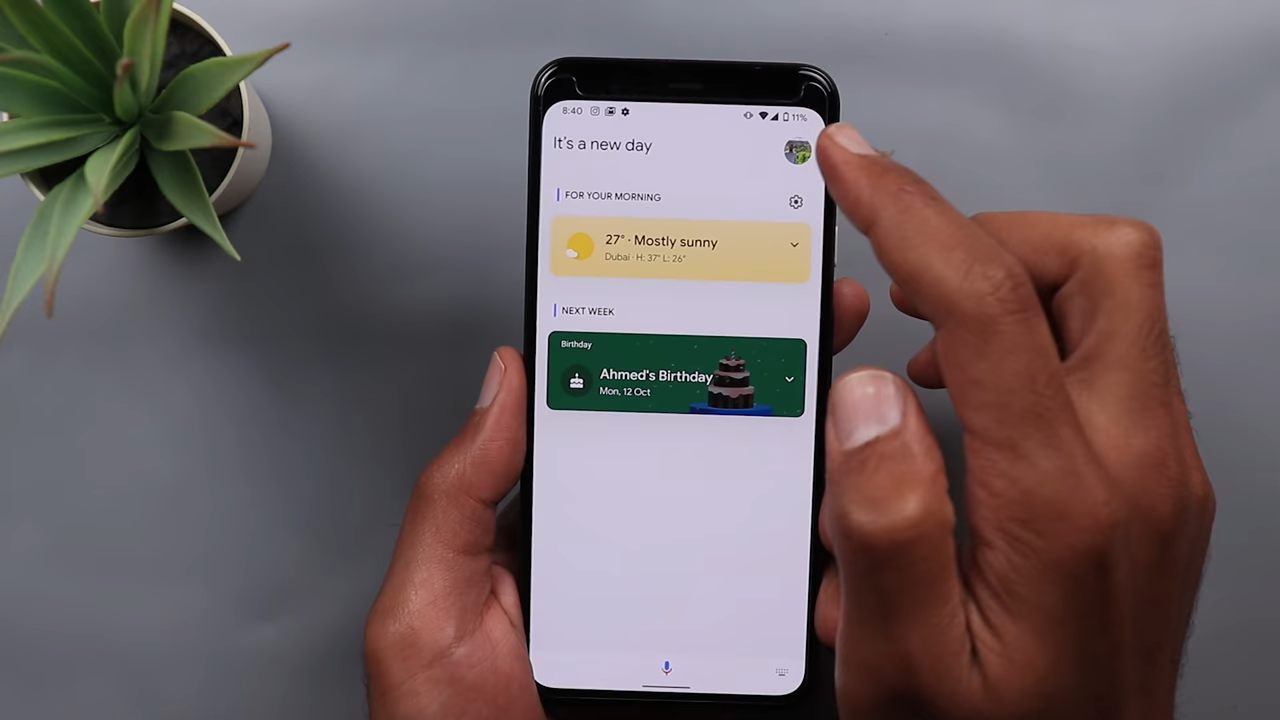 8:40
11%
It's a new day
FOR YOUR MORNING
27° · Mostly sunny
Dubai · H: 37° L: 26°
NEXT WEEK
Birthday
Ahmed's Birthday
Mon, 12 Oct